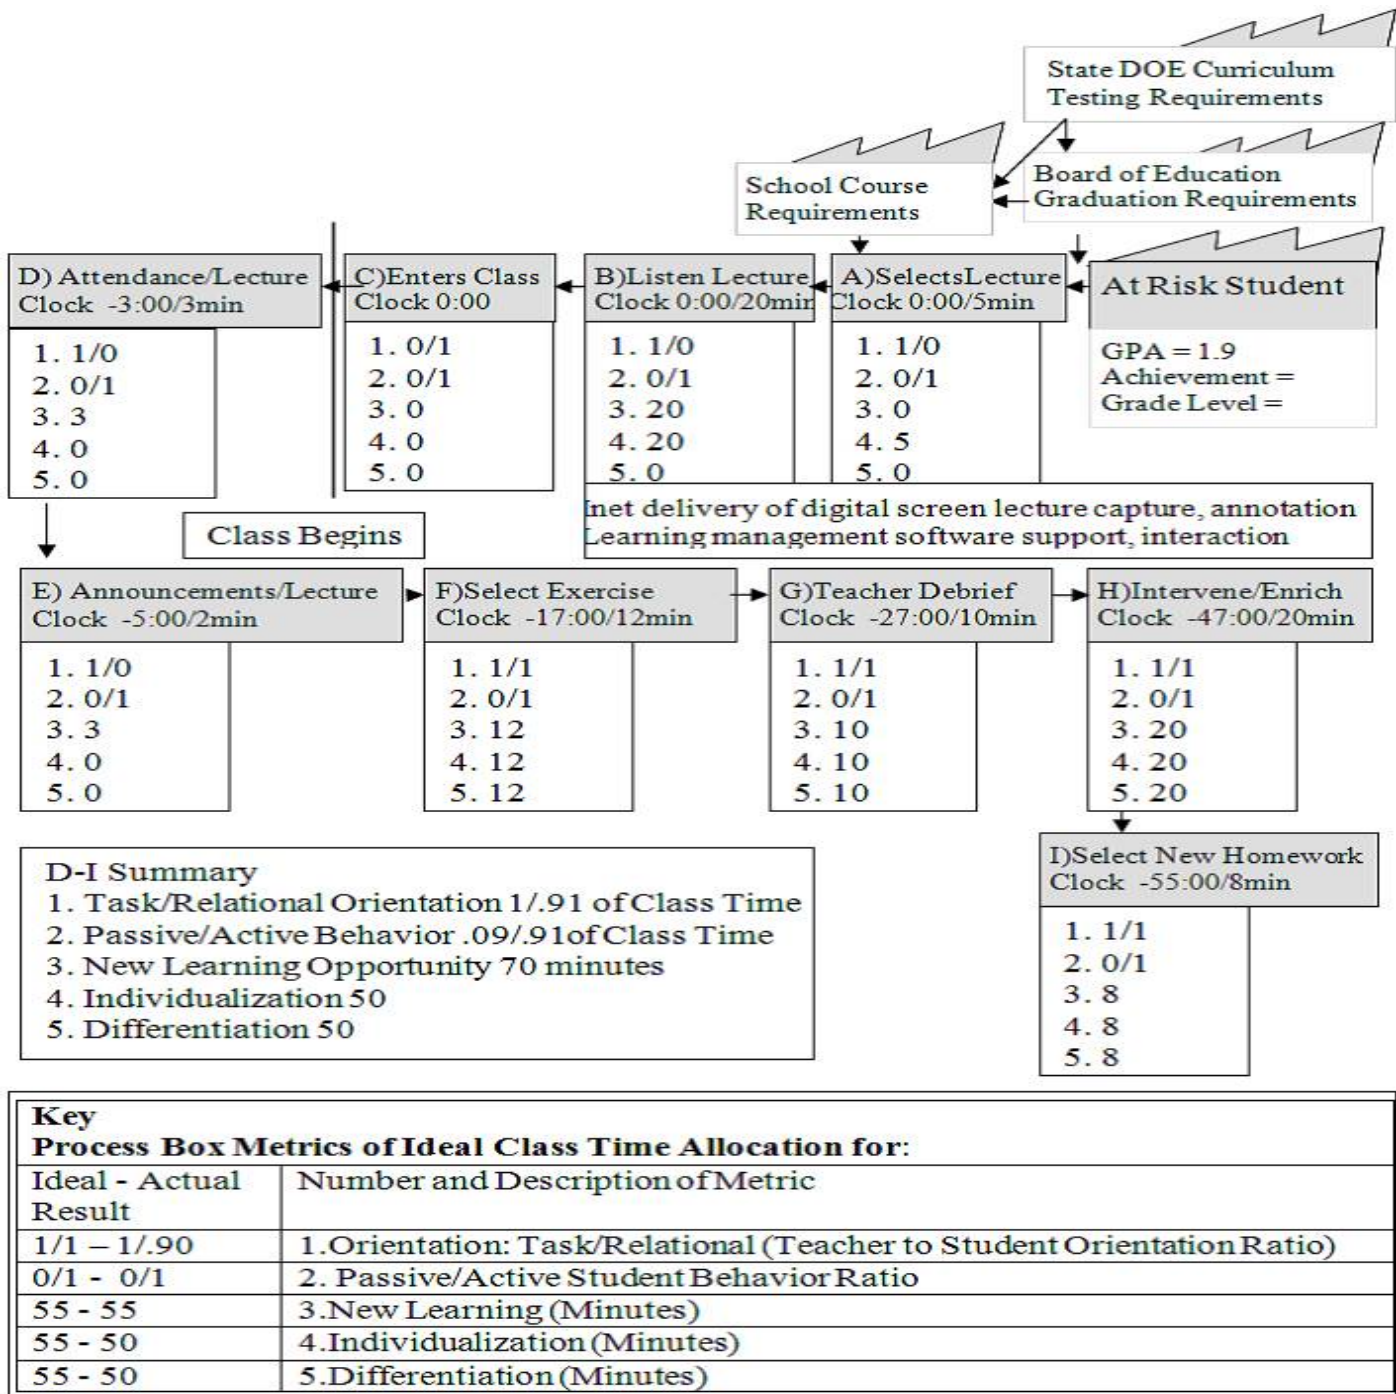 State DOE Curriculum
Testing Requirements
School Course
Requirements
Board of Education
Graduation Requirements
D) Attendance/Lecture
Clock -3:00/3min
1. 1/0
2. 0/1
3. 3
4. 0
5. 0
C)Enters Class
Clock 0:00
1. 0/1
2. 0/1
3. 0
4. 0
5. 0
B)Listen Lecture
Clock 0:00/20min
1. 1/0
2. 0/1
3. 20
4. 20
5. 0
A)SelectsLecture
Clock 0:00/5min
1. 1/0
2. 0/1
3. 0
4. 5
5. 0
At Risk Student
GPA = 1.9
Achievement =
Grade Level =
Class Begins
Inet delivery of digital screen lecture capture, annotation
Learning management software support, interaction
E) Announcements/Lecture
Clock -5:00/2min
1. 1/0
2. 0/1
3. 3
4. 0
5. 0
F)Select Exercise
Clock -17:00/12min
1. 1/1
2. 0/1
3. 12
4. 12
5. 12
G)Teacher Debrief
Clock -27:00/10min
1. 1/1
2. 0/1
3. 10
4. 10
5. 10
H)Intervene/Enrich
Clock -47:00/20min
1. 1/1
2. 0/1
3. 20
4. 20
5. 20
I)Select New Homework
Clock -55:00/8min
1. 1/1
2. 0/1
3. 8
4. 8
5. 8
D-I Summary
1. Task/Relational Orientation 1/.91 of Class Time
2. Passive/Active Behavior .09/.91of Class Time
3. New Learning Opportunity 70 minutes
4. Individualization 50
5. Differentiation 50
Key
Process Box Metrics of Ideal Class Time Allocation for:
Ideal - Actual Number and Description of Metric
Result
1/1 – 1/.90 1.Orientation: Task/Relational (Teacher to Student Orientation Ratio)
0/1 - 0/1 2. Passive/Active Student Behavior Ratio
55 - 55 3.New Learning (Minutes)
55 - 50 4.Individualization (Minutes)
55 - 50 5.Differentiation (Minutes)